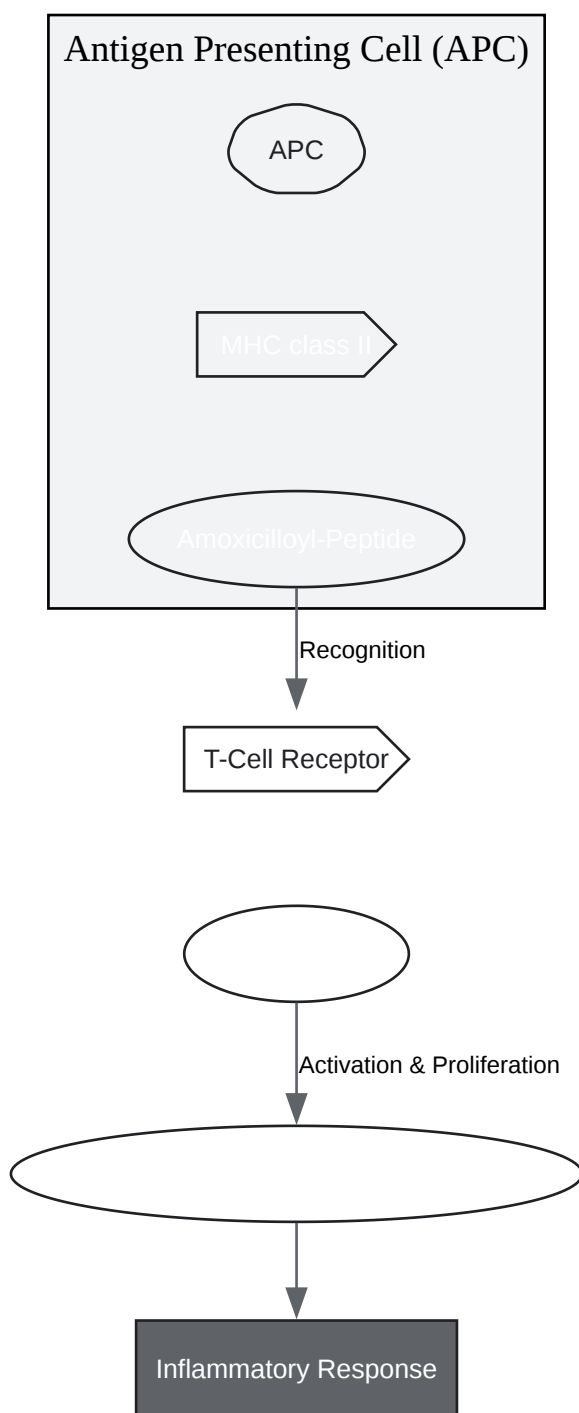 Antigen Presenting Cell (APC)
APC
MHC class II
Amoxicilloyl-Peptide
Recognition
T-Cell Receptor
Activation & Proliferation
Inflammatory Response